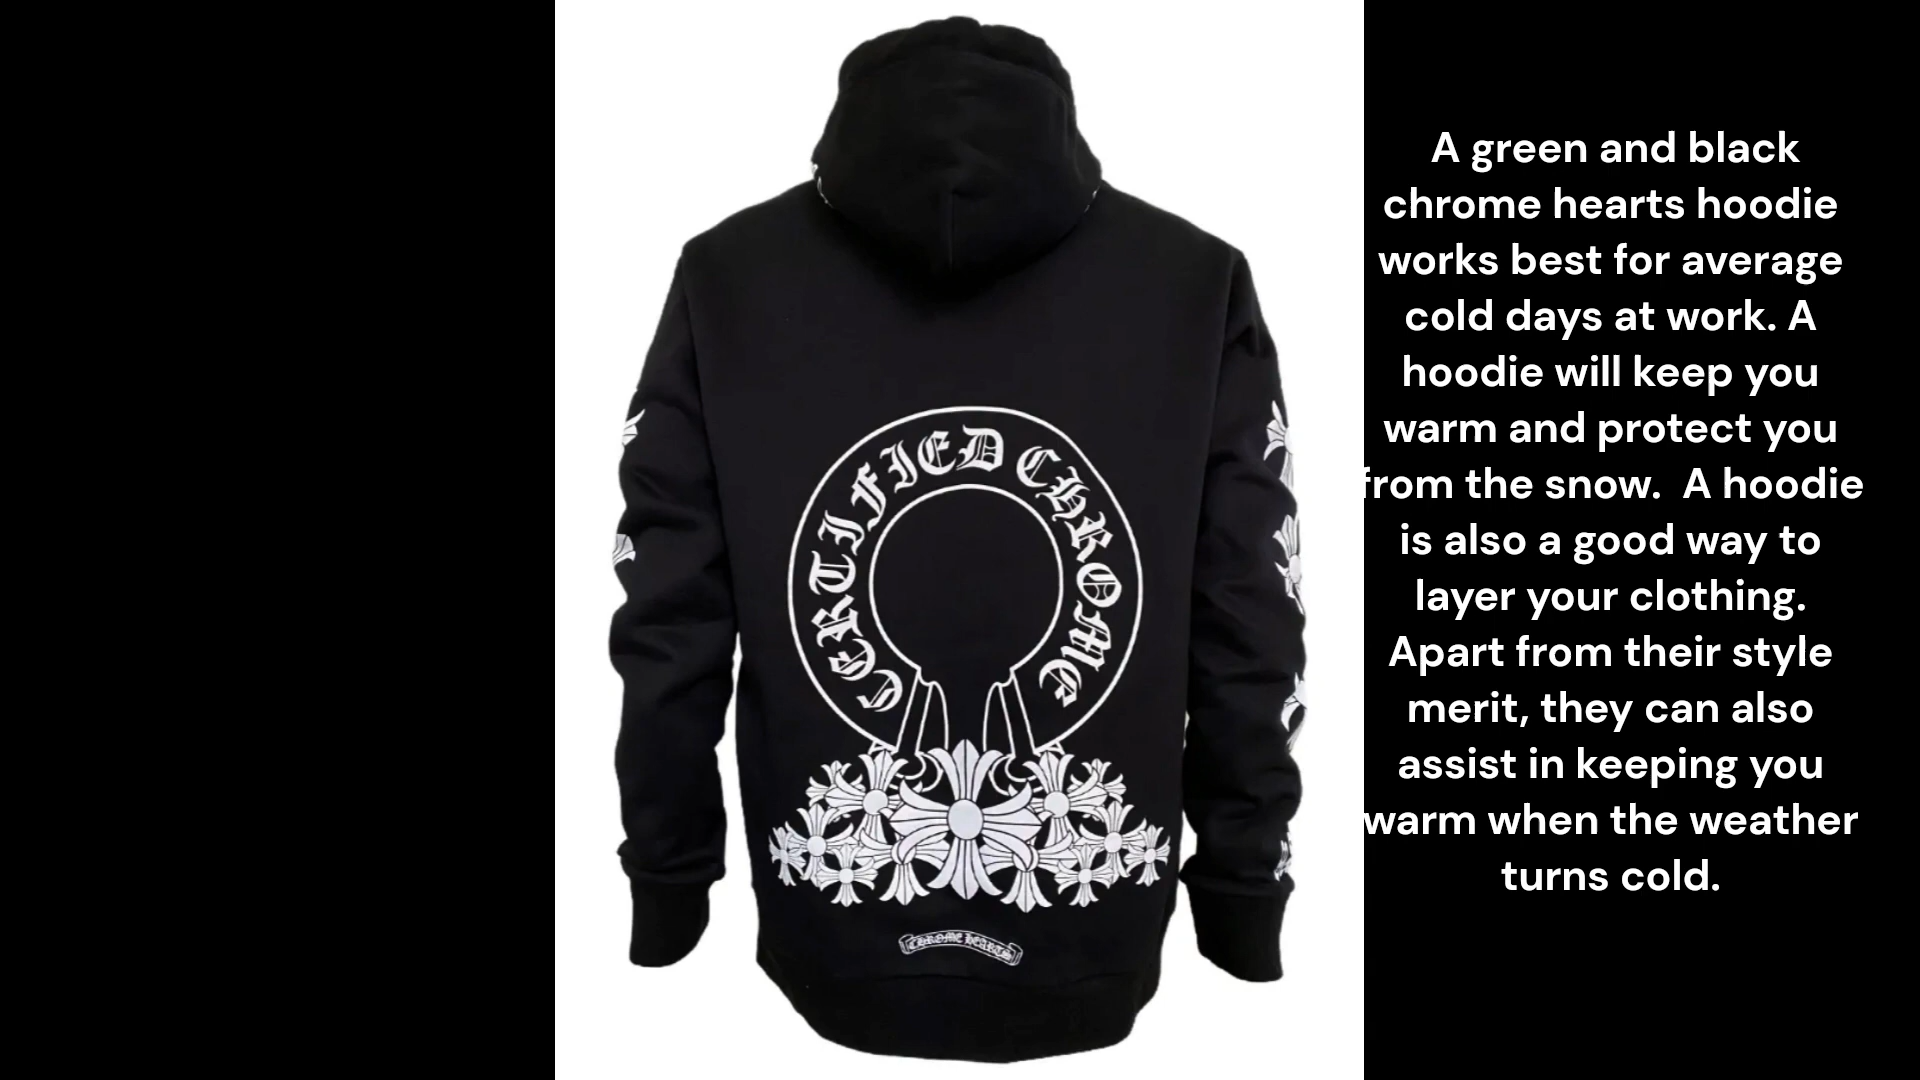 CERTIFIED CHROME
CHROME HEARTS
A green and black
chrome hearts hoodie
works best for average
cold days at work. A
hoodie will keep you
warm and protect you
from the snow.  A hoodie
is also a good way to
layer your clothing.
Apart from their style
merit, they can also
assist in keeping you
warm when the weather
turns cold.